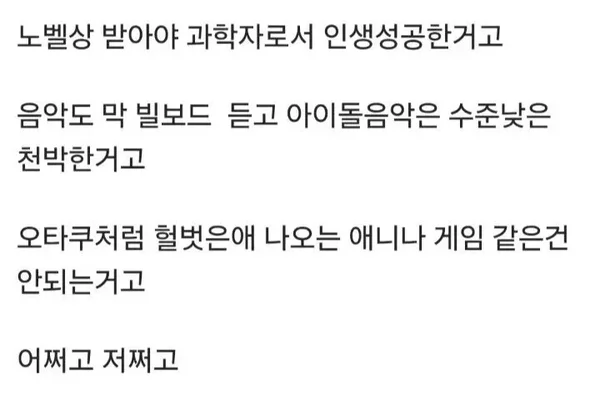 노벨상 받아야 과학자로서 인생성공한거고
음악도 막 빌보드  듣고 아이돌음악은 수준낮은
천박한거고
오타쿠처럼 헐벗은애 나오는 애니나 게임 같은건
안되는거고
어쩌고 저쩌고